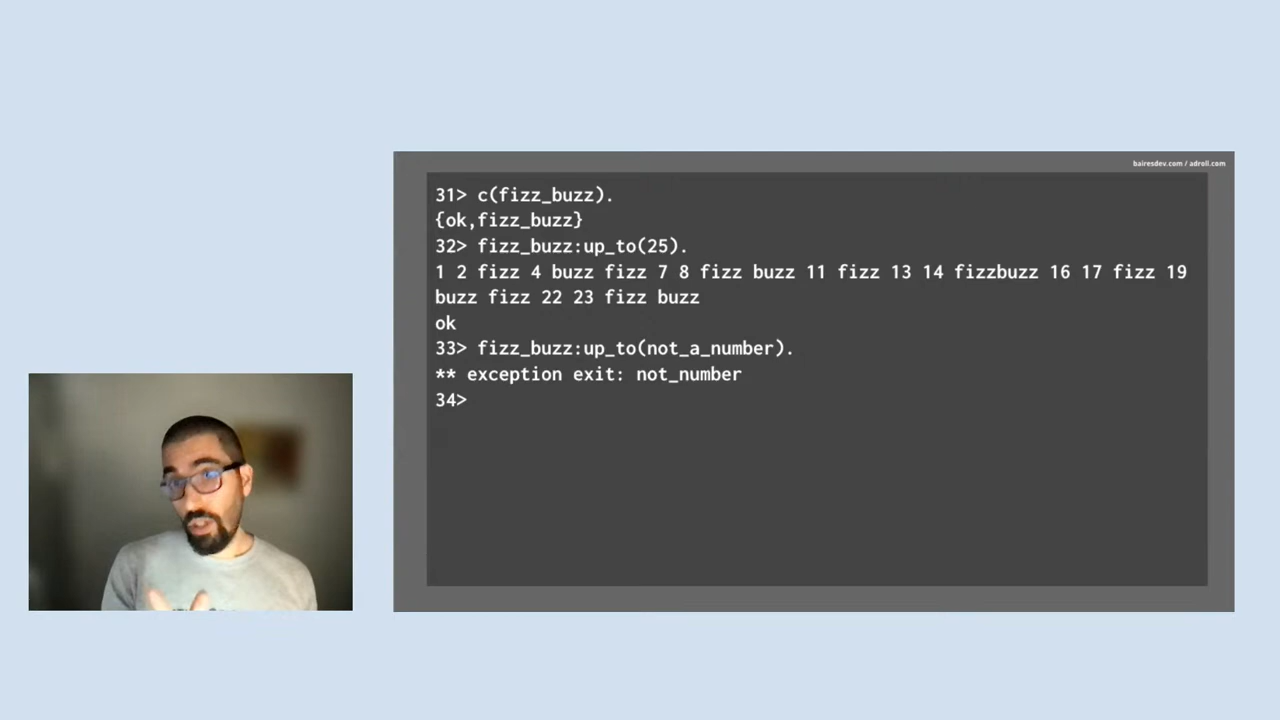 bairesdev.com / adroll.com
31> c(fizz_buzz).
{ok,fizz_buzz}
32> fizz_buzz:up_to(25).
1 2 fizz 4 buzz fizz 7 8 fizz buzz 11 fizz 13 14 fizzbuzz 16 17 fizz 19
buzz fizz 22 23 fizz buzz
ok
33> fizz_buzz:up_to(not_a_number).
** exception exit: not_number
34>